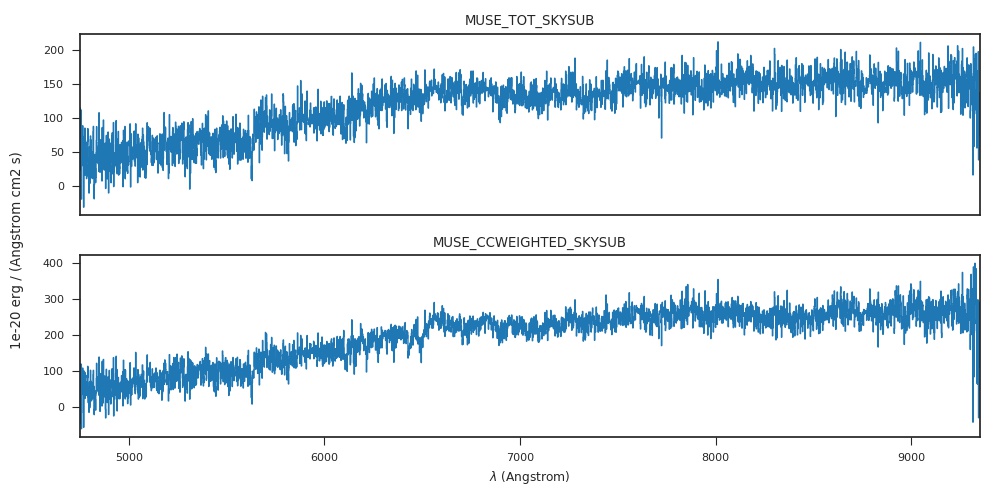 MUSE_TOT_SKYSUB
200
150
100
50
0
1e-20 erg / (Angstrom cm2 s)
MUSE_CCWEIGHTED_SKYSUB
400
300
200
100
0
5000 6000 7000 8000 9000
λ (Angstrom)